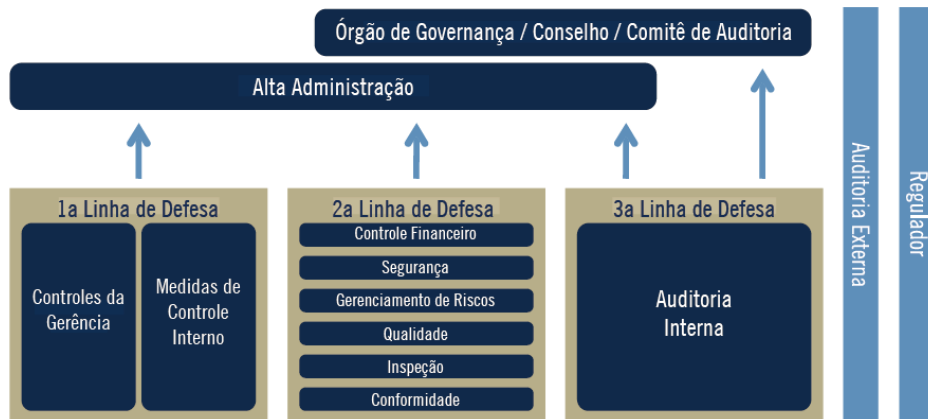 Órgão de Governança / Conselho / Comitê de Auditoria
Alta Administração
1a Linha de Defesa
Controles da
Gerência
Medidas de
Controle
Interno
2a Linha de Defesa
Controle Financeiro
Segurança
Gerenciamento de Riscos
Qualidade
Inspeção
Conformidade
3a Linha de Defesa
Auditoria
Interna
Auditoria Externa
Regulador